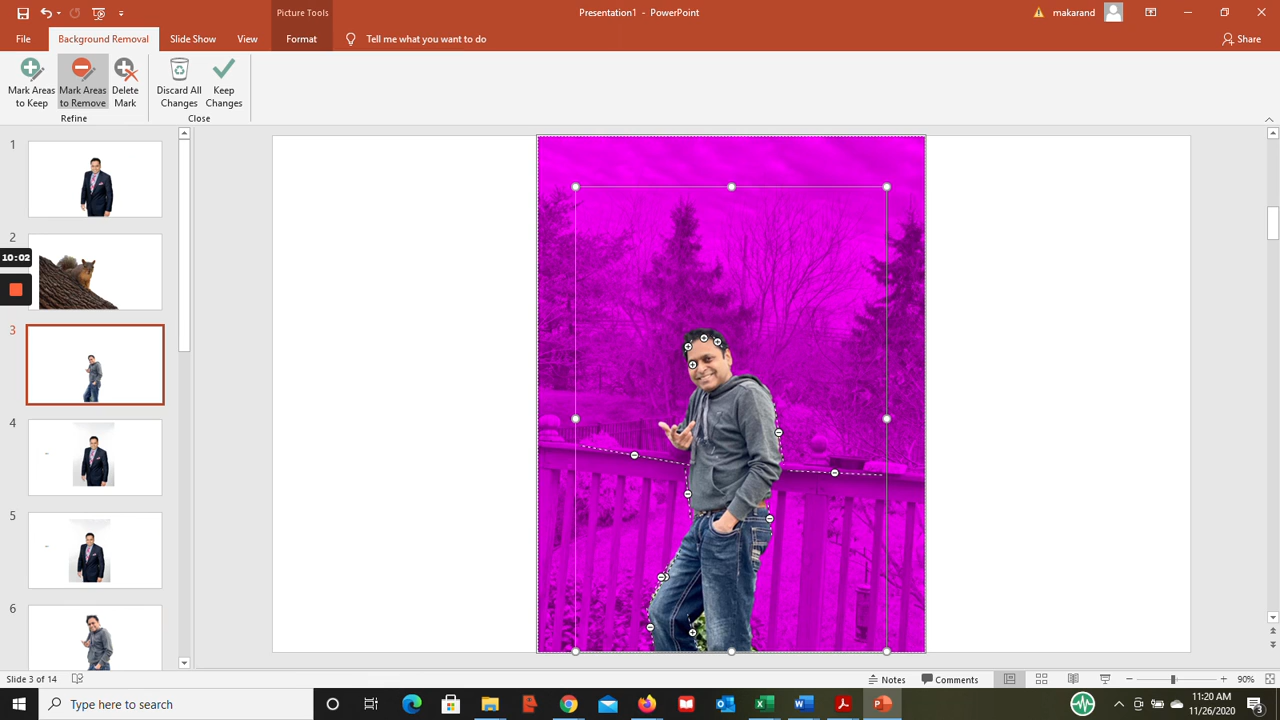 Picture Tools
Presentation1 - PowerPoint
makarand
File
Background Removal
Slide Show
View
Format
Tell me what you want to do
Share
Mark Areas
to Keep
Mark Areas
to Remove
Delete
Mark
Discard All
Changes
Keep
Changes
Refine
Close
1
2
10:02
3
4
5
6
Slide 3 of 14
Notes
Comments
90%
Type here to search
11:20 AM
11/26/2020
3